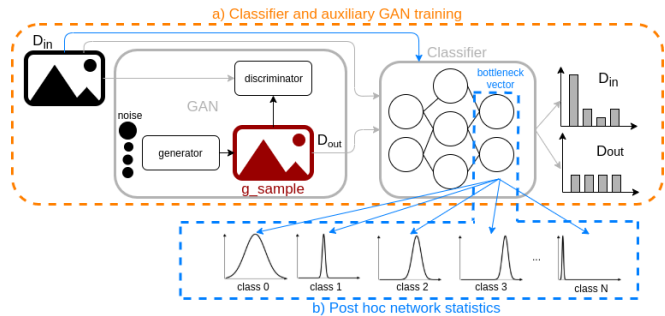 a) Classifier and auxiliary GAN training
Din
Classifier
bottleneck
vector
discriminator
GAN
noise
generator
Dout
g_sample
Din
Dout
class 0
class 1
class 2
class 3
...
class N
b) Post hoc network statistics